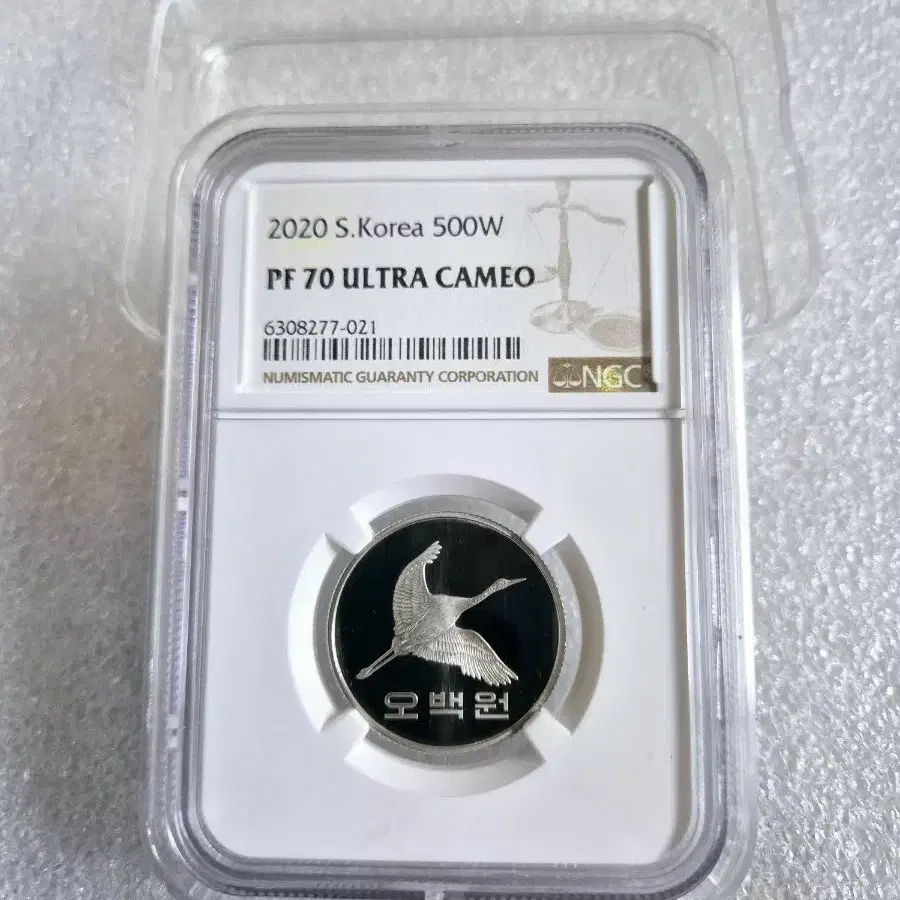 2020 S.Korea 500W
PF 70 ULTRA CAMEO
6308277-021
NUMISMATIC GUARANTY CORPORATION NGC
오백원